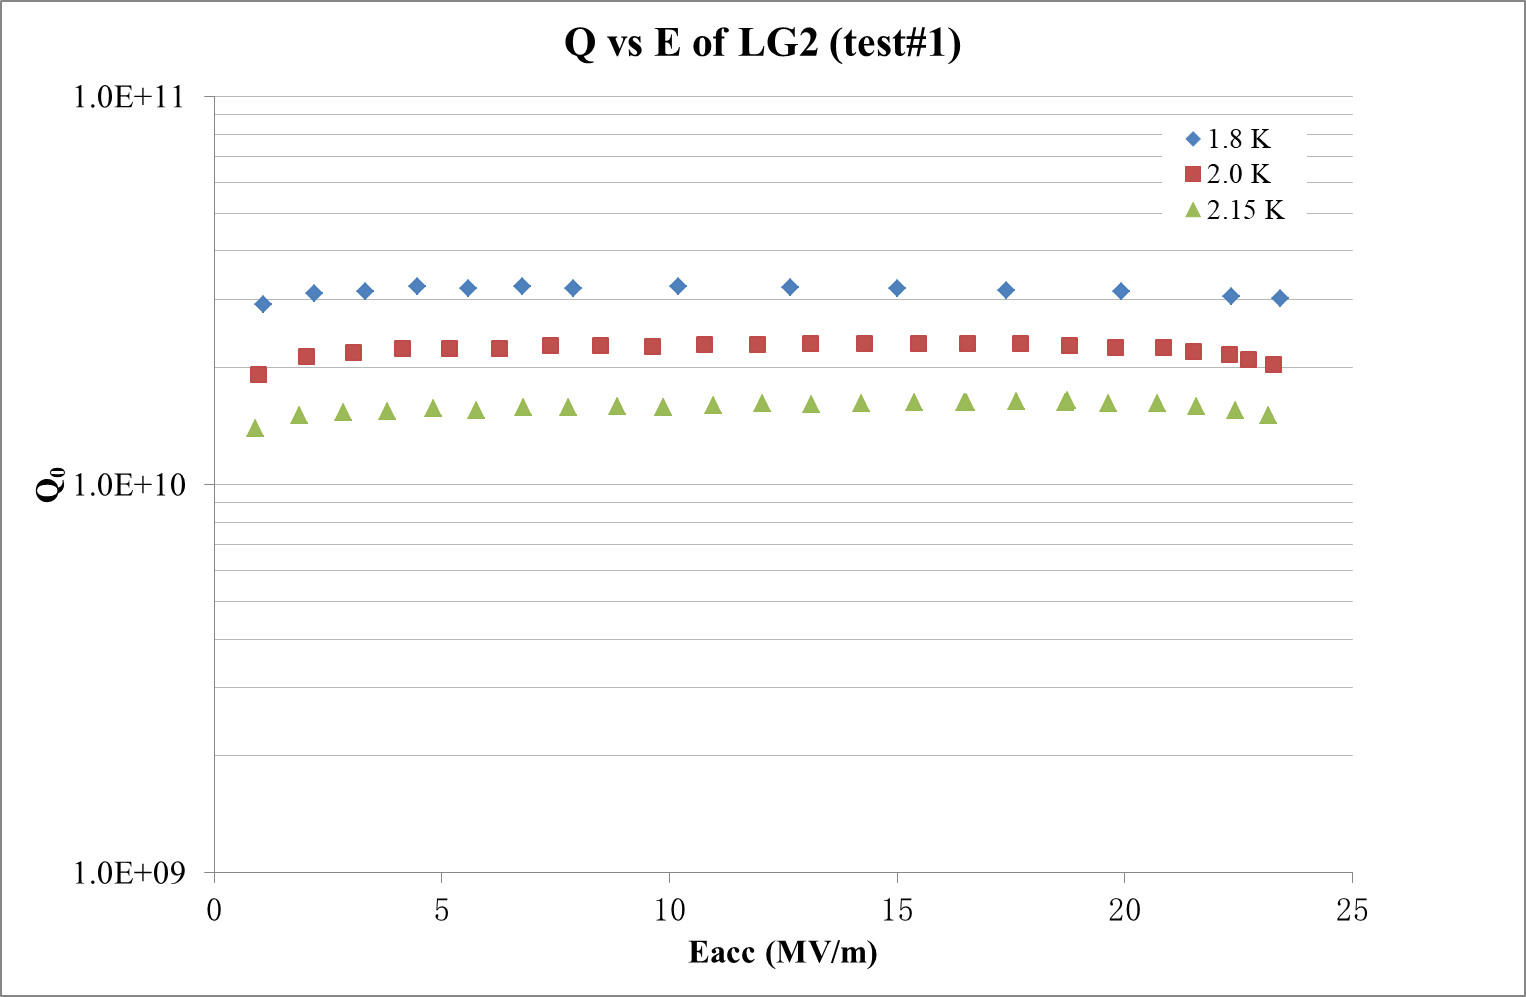 Q vs E of LG2 (test#1)
1.0E+11
1.8 K
2.0 K
2.15 K
Q₀
1.0E+10
1.0E+09
0 5 10 15 20 25
Eacc (MV/m)